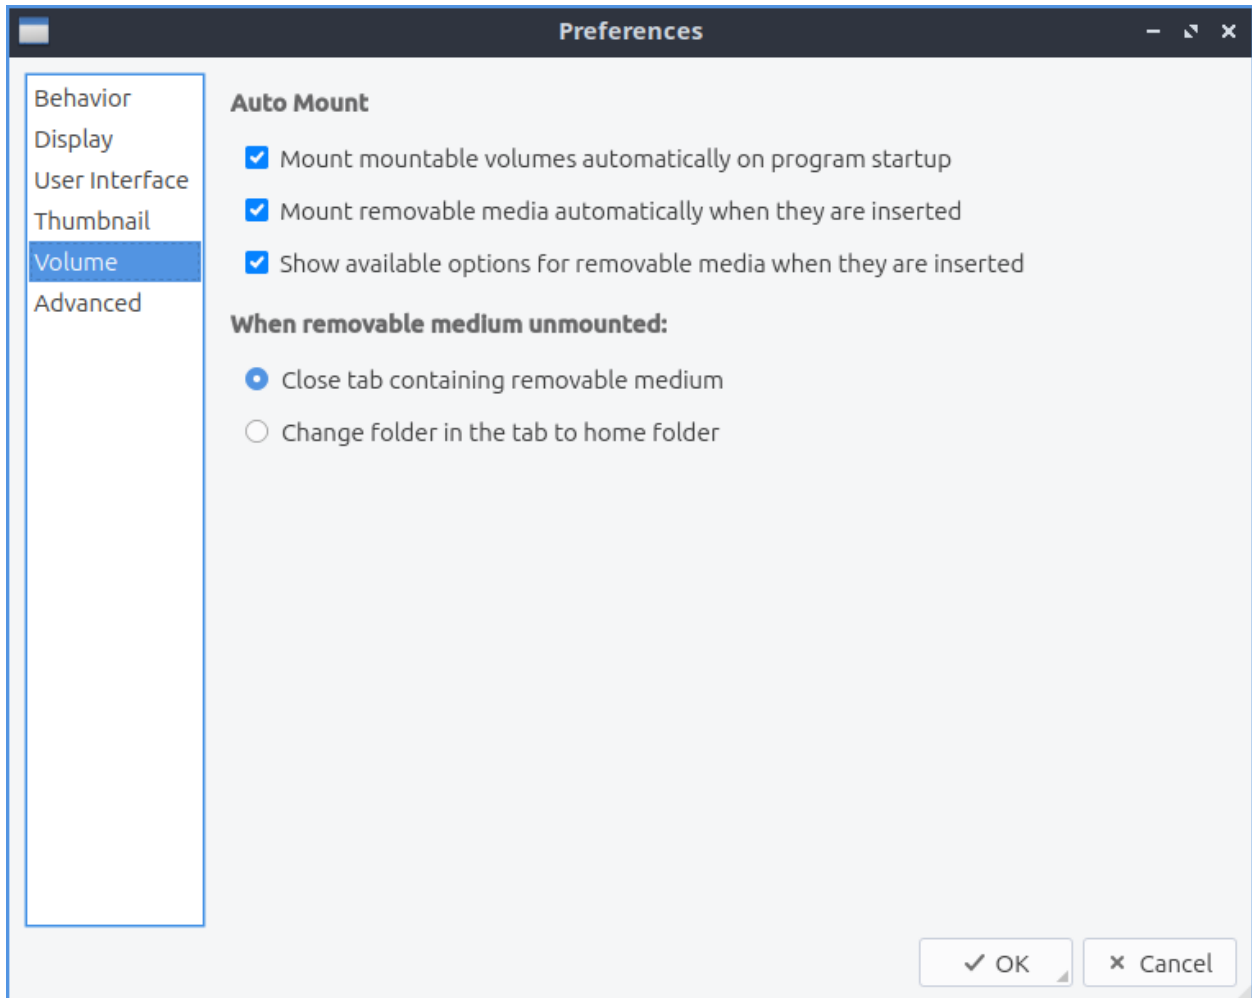 Preferences
Behavior
Display
User Interface
Thumbnail
Volume
Advanced
Auto Mount
Mount mountable volumes automatically on program startup
Mount removable media automatically when they are inserted
Show available options for removable media when they are inserted
When removable medium unmounted:
Close tab containing removable medium
Change folder in the tab to home folder
OK
Cancel